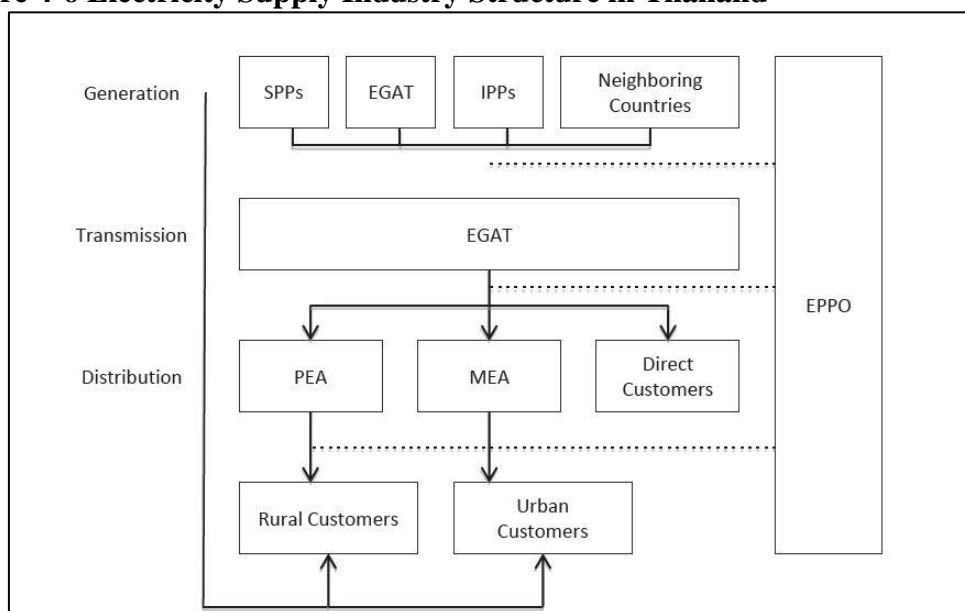 Electricity Supply Industry Structure in Thailand
Generation
SPPs
EGAT
IPPs
Neighboring
Countries
Transmission
EGAT
EPPO
Distribution
PEA
MEA
Direct
Customers
Rural Customers
Urban
Customers